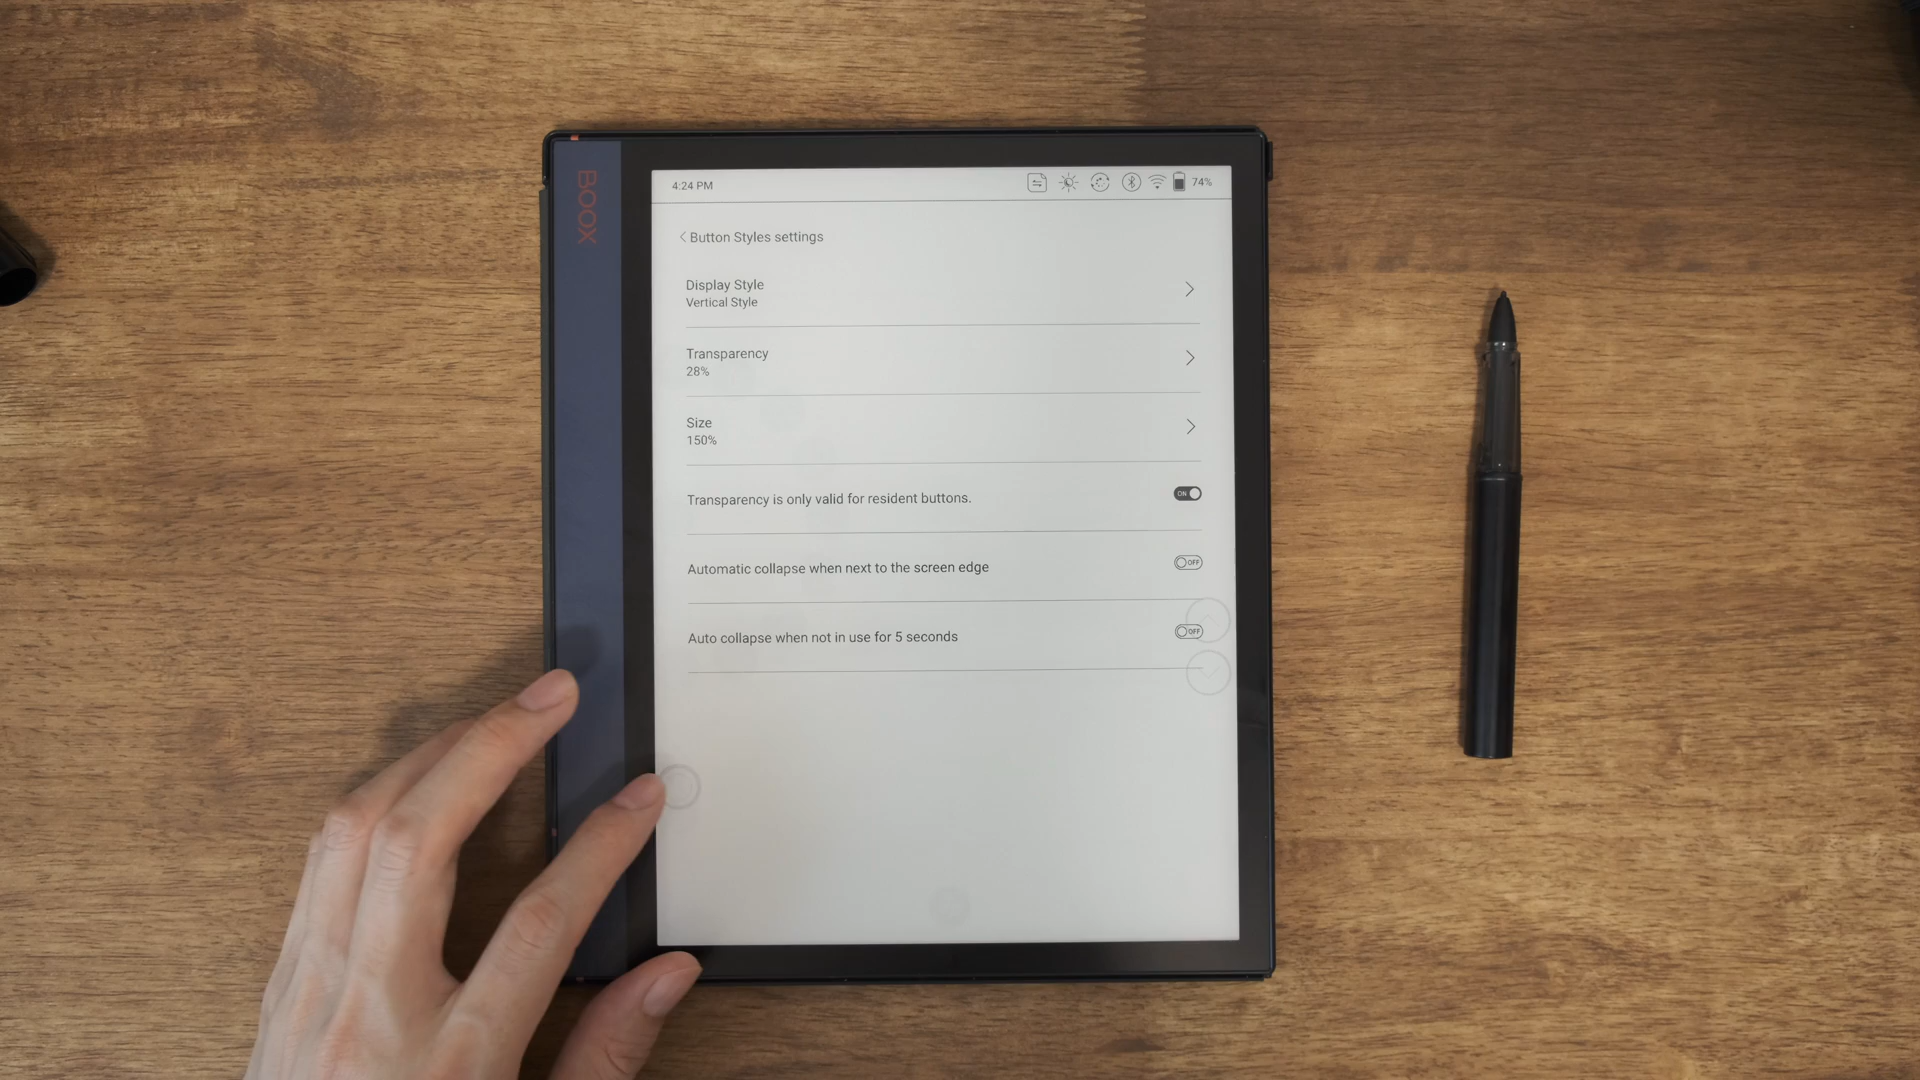 BOOX
4:24 PM
74%
Button Styles settings
Display Style
Vertical Style
Transparency
28%
Size
150%
Transparency is only valid for resident buttons.
ON
Automatic collapse when next to the screen edge
OFF
Auto collapse when not in use for 5 seconds
OFF